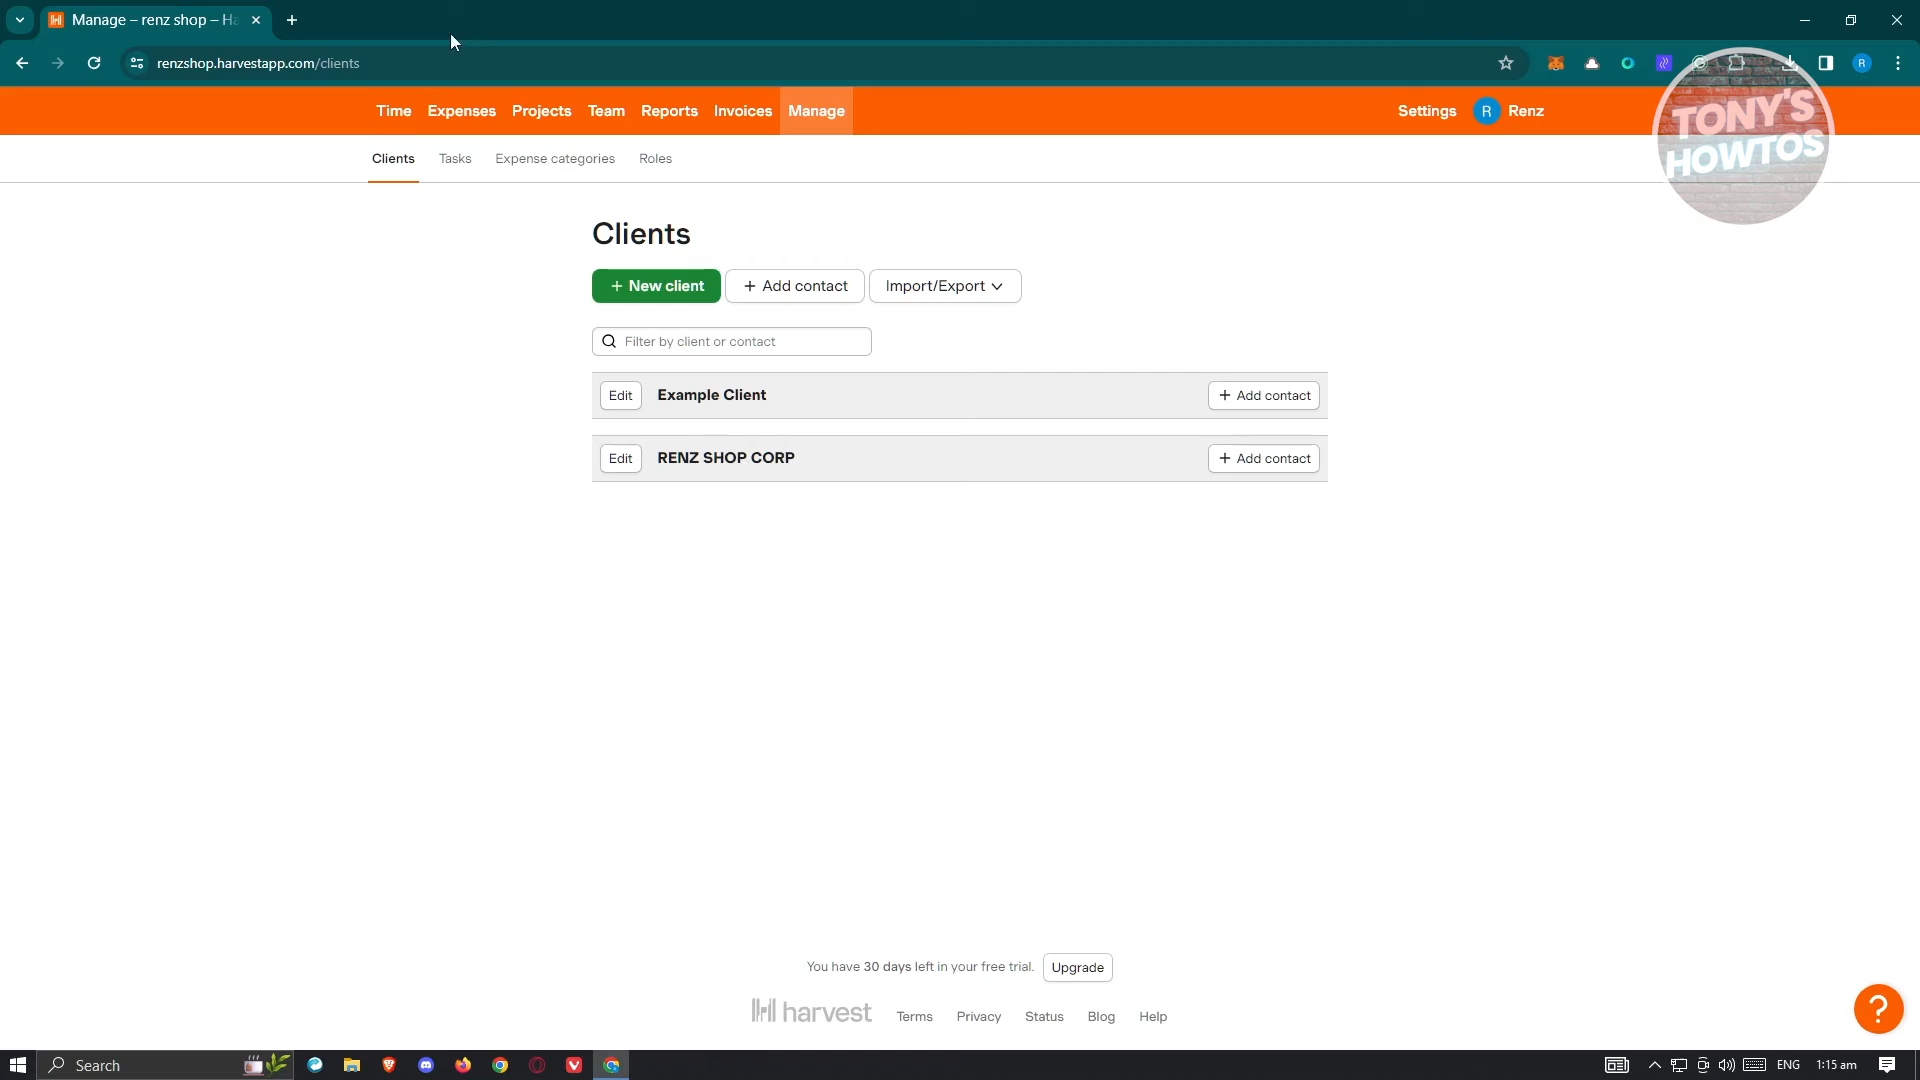 Manage – renz shop – Ha
renzshop.harvestapp.com/clients
Time Expenses Projects Team Reports Invoices Manage Settings R Renz
TONY'S HOWTOS
Clients Tasks Expense categories Roles
Clients
+ New client + Add contact Import/Export
Filter by client or contact
Edit Example Client + Add contact
Edit RENZ SHOP CORP + Add contact
You have 30 days left in your free trial. Upgrade
harvest Terms Privacy Status Blog Help
?
Search ENG 1:15 am